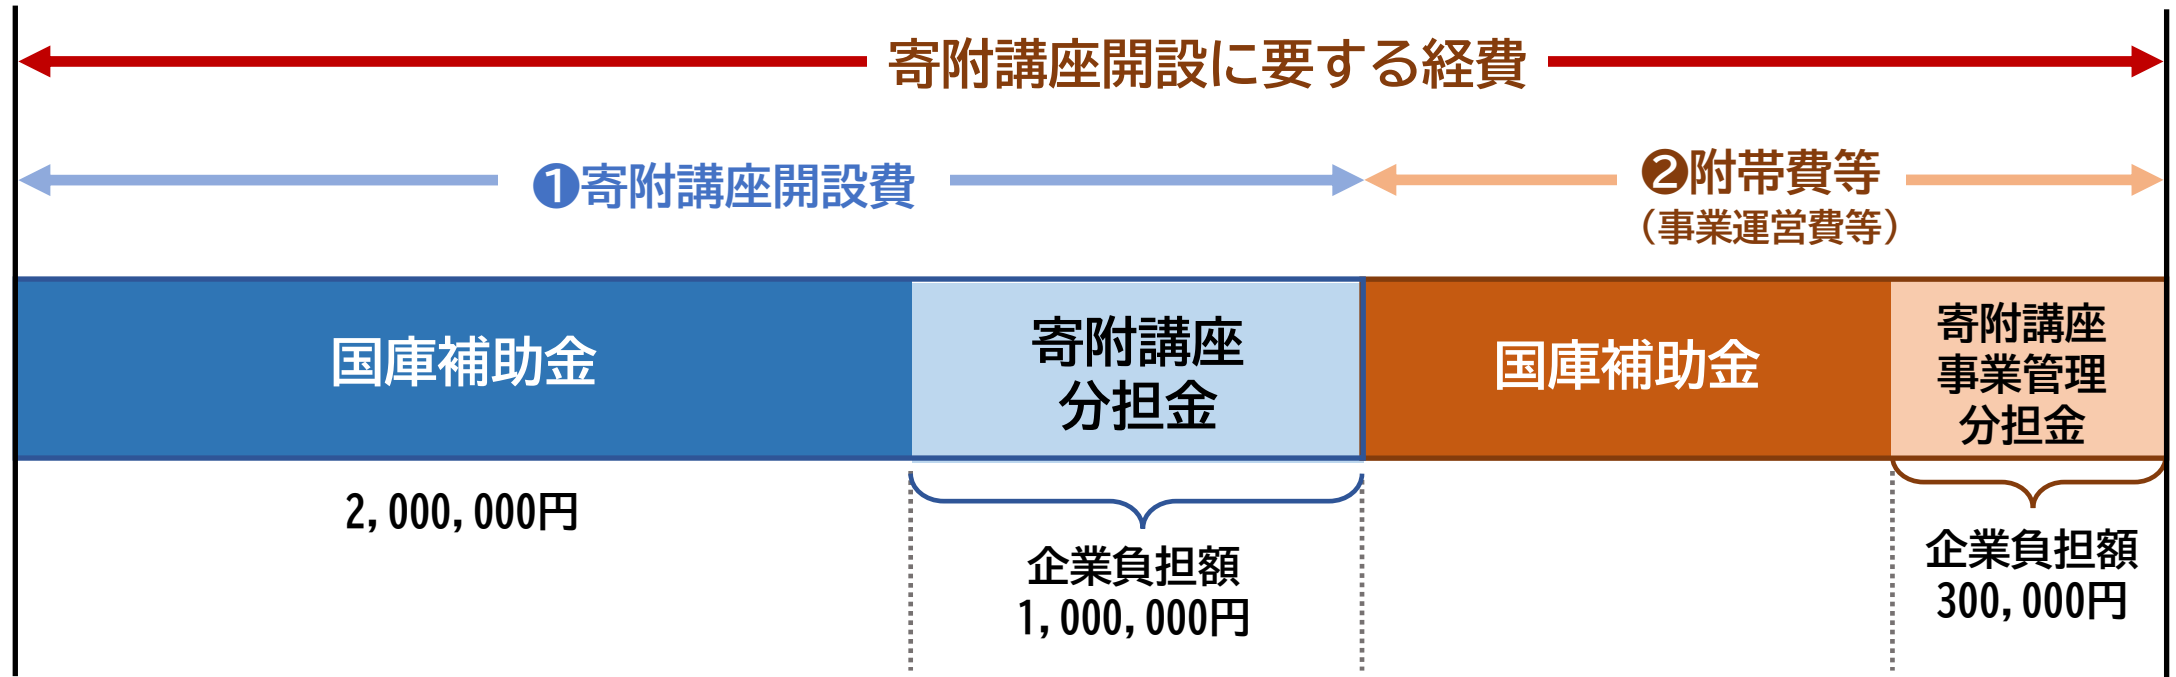 寄附講座開設に要する経費
❶寄附講座開設費
❷附帯費等
（事業運営費等）
国庫補助金
寄附講座
分担金
国庫補助金
寄附講座
事業管理
分担金
2,000,000円
企業負担額
1,000,000円
企業負担額
300,000円